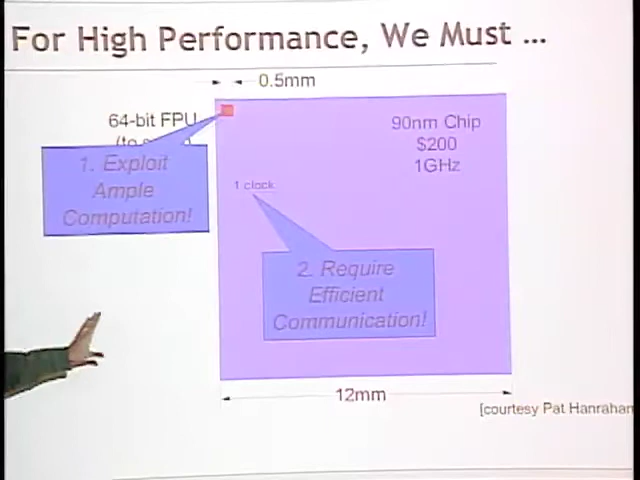 For High Performance, We Must ...
0.5mm
64-bit FPU
(to
1. Exploit
Ample
Computation!
90nm Chip
$200
1GHz
1 clock
2. Require
Efficient
Communication!
12mm
[courtesy Pat Hanrahan